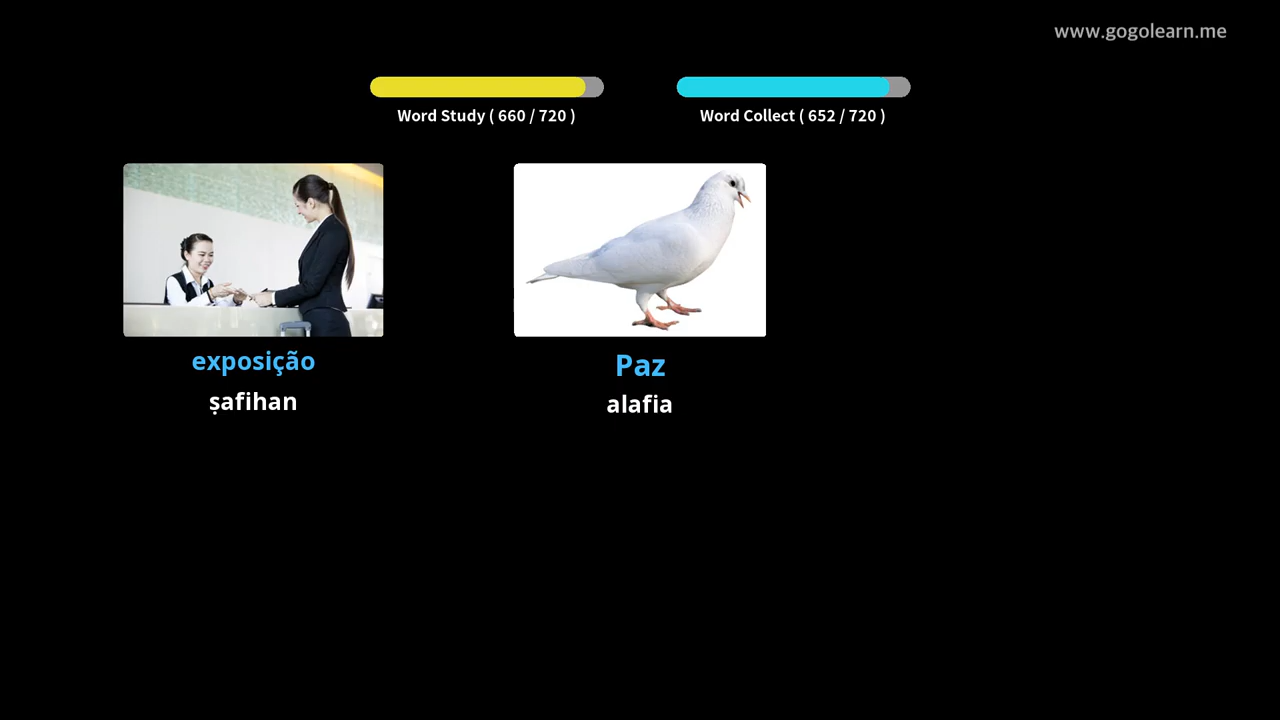 www.gogolearn.me
Word Study ( 660 / 720 )
Word Collect ( 652 / 720 )
exposição
ṣafihan
Paz
alafia